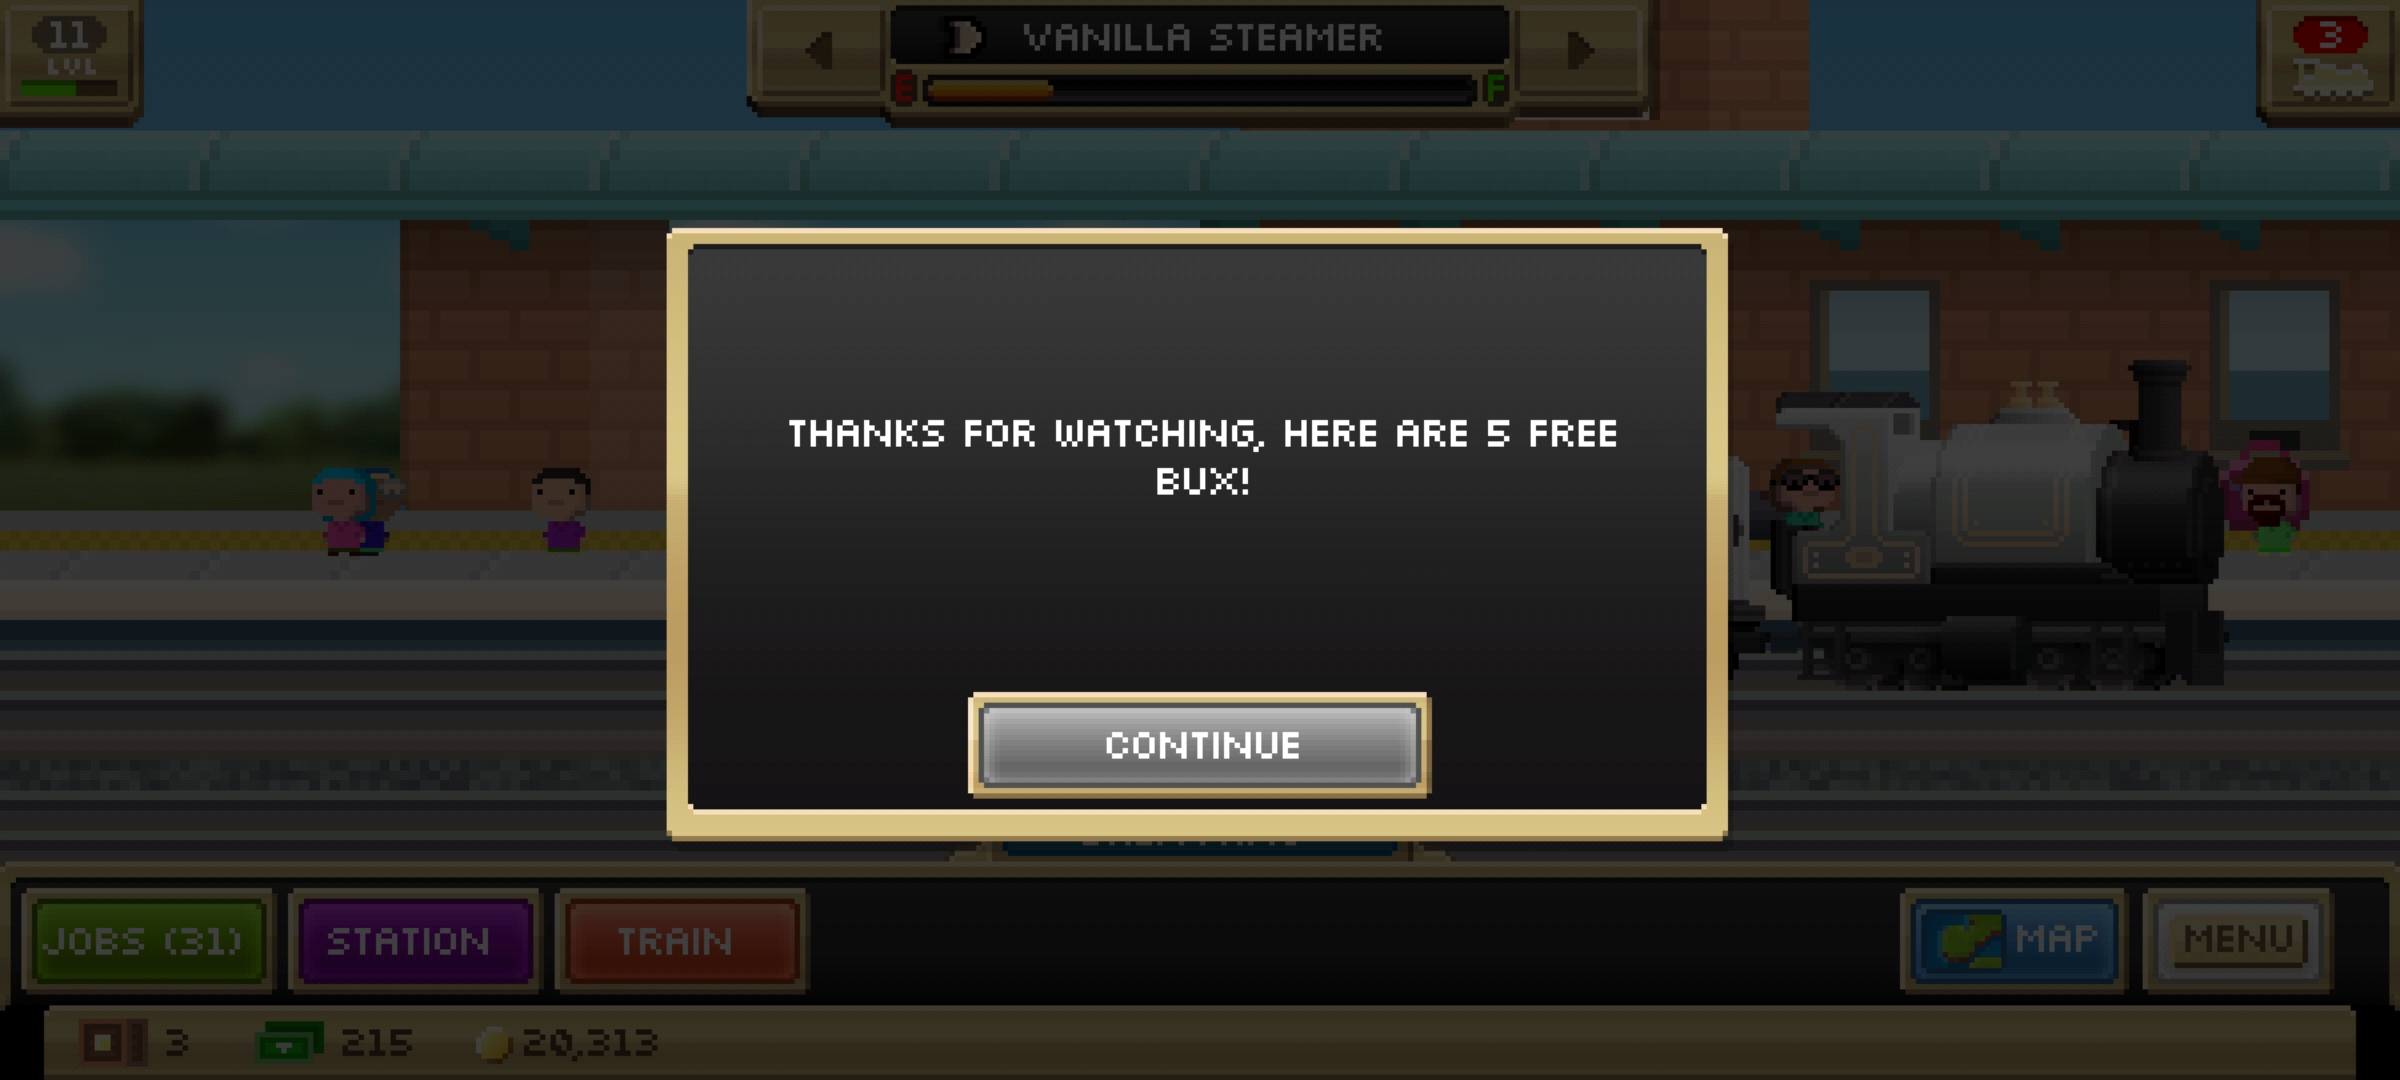 11
LVL
VANILLA STEAMER
E
F
3
THANKS FOR WATCHING, HERE ARE 5 FREE
BUX!
CONTINUE
JOBS (31)
STATION
TRAIN
MAP
MENU
3
215
20,313